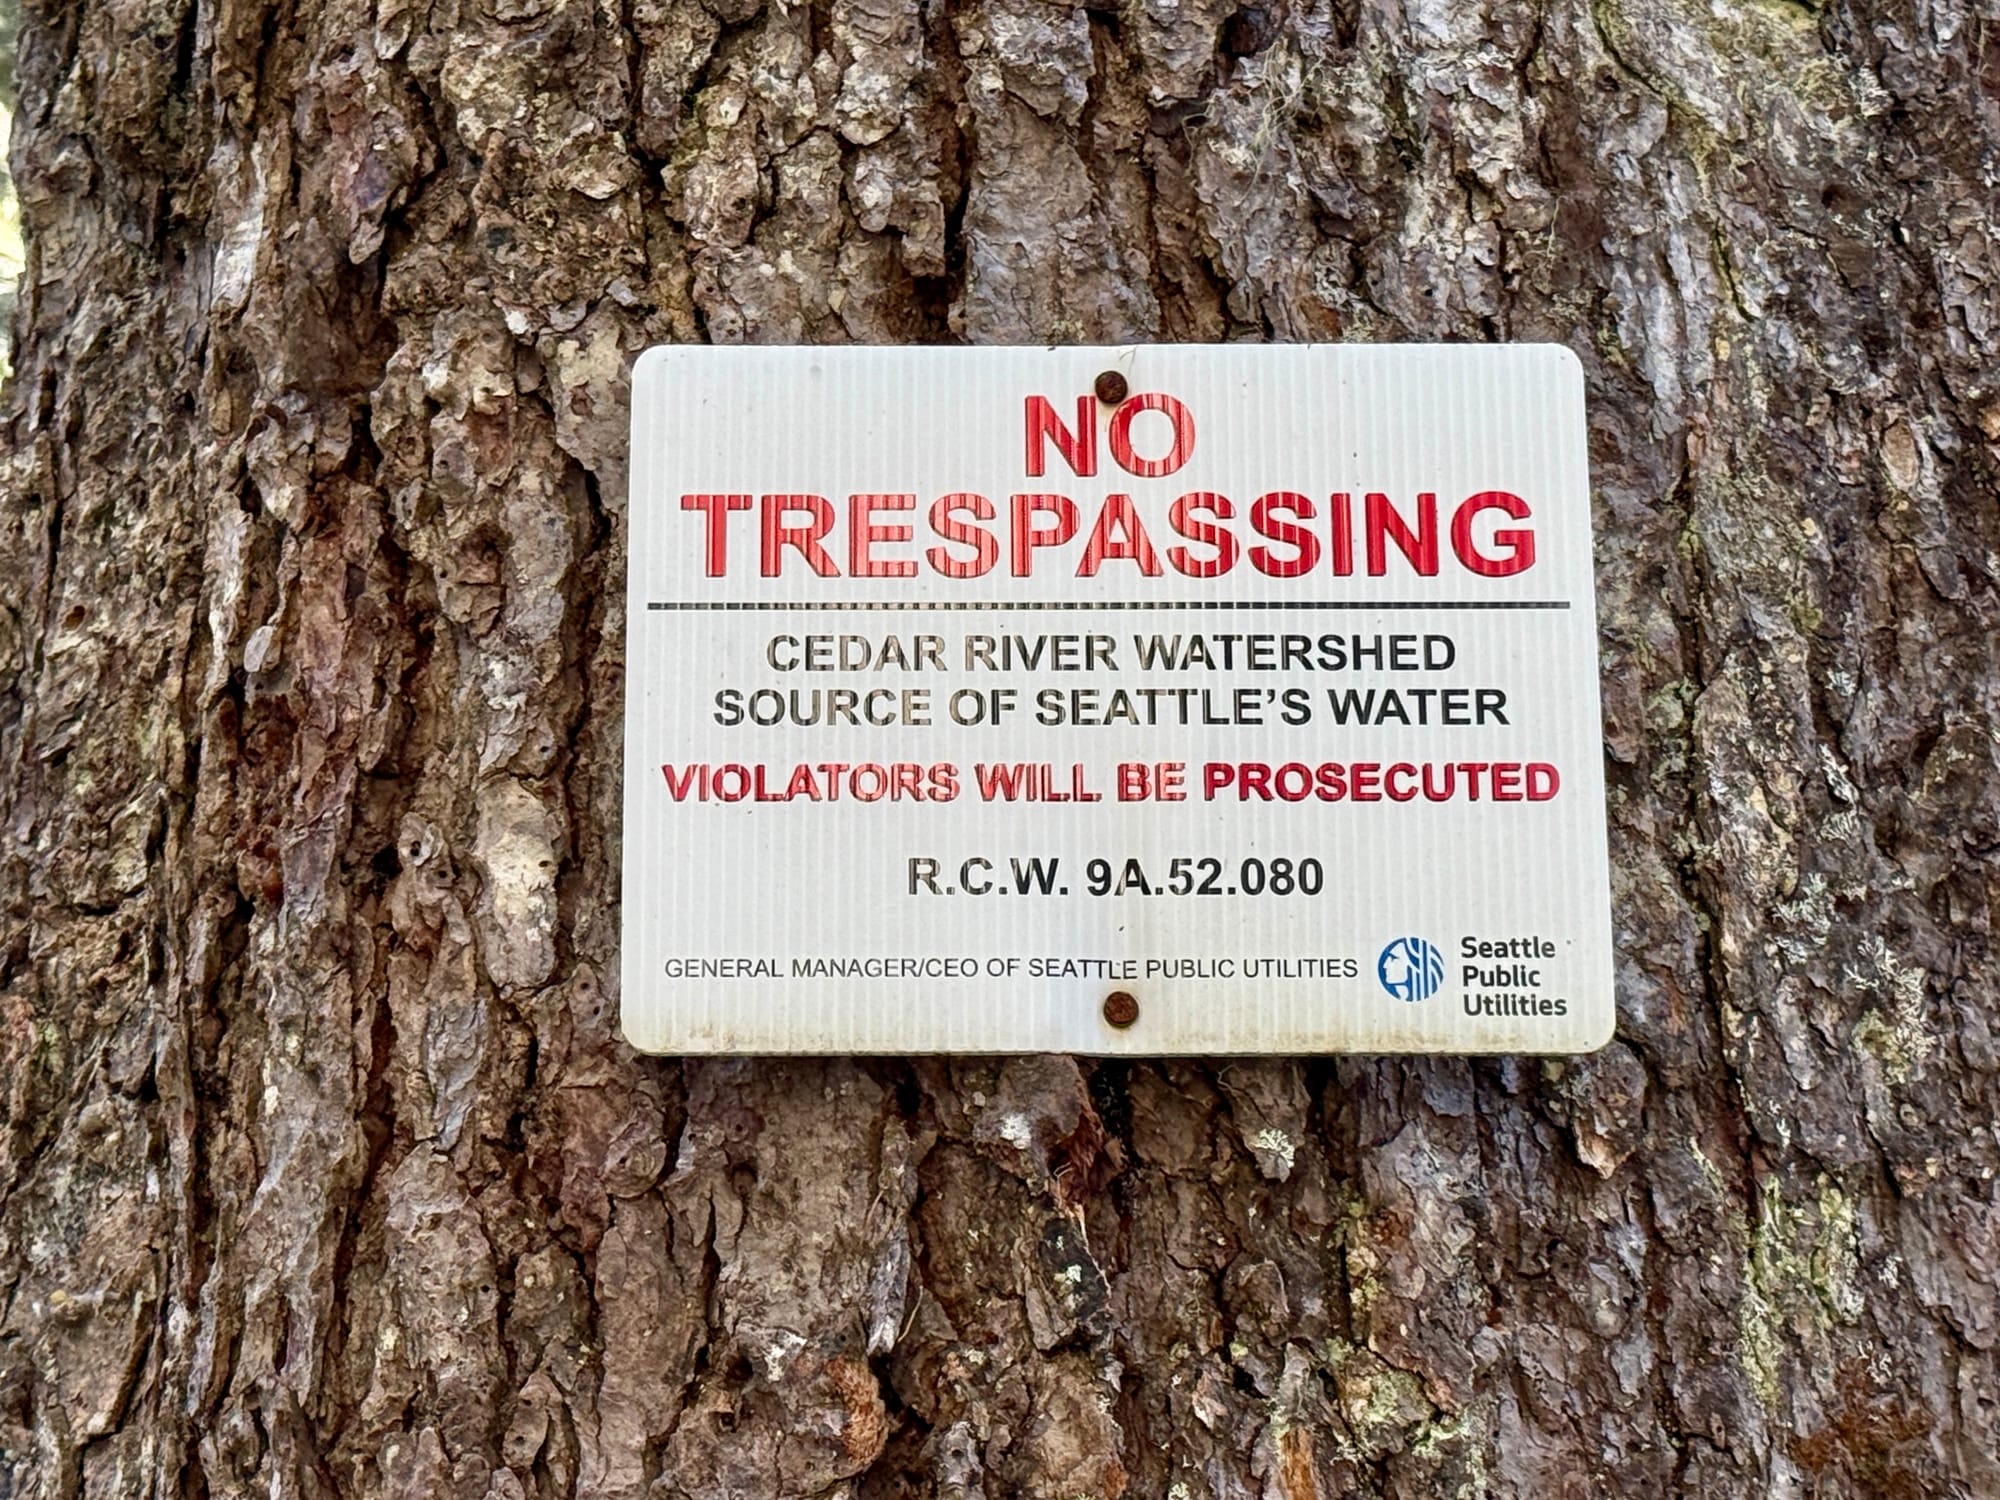 NO
TRESPASSING
CEDAR RIVER WATERSHED
SOURCE OF SEATTLE'S WATER
VIOLATORS WILL BE PROSECUTED
R.C.W. 9A.52.080
GENERAL MANAGER/CEO OF SEATTLE PUBLIC UTILITIES
Seattle
Public
Utilities